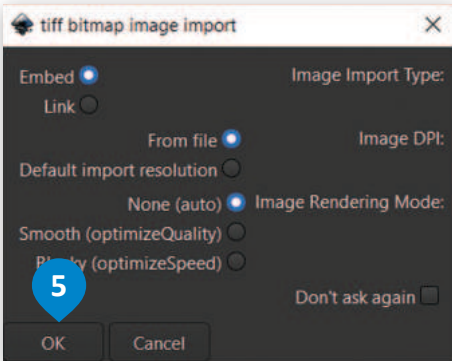 tiff bitmap image import
Embed Image Import Type:
Link
From file Image DPI:
Default import resolution
None (auto) Image Rendering Mode:
Smooth (optimizeQuality)
(optimizeSpeed)
5
Don't ask again
OK Cancel